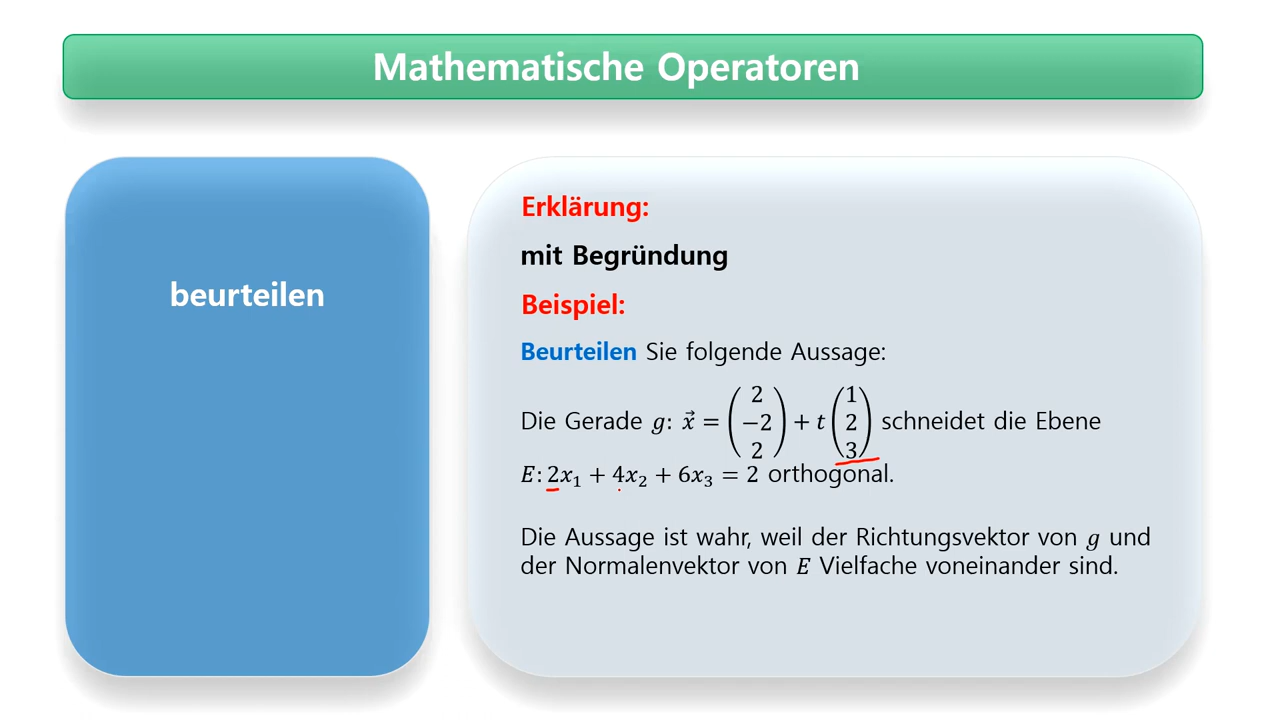 Mathematische Operatoren
beurteilen
Erklärung:
mit Begründung
Beispiel:
Beurteilen Sie folgende Aussage:
Die Gerade g: x⃗ = (2 −2 2) + t (1 2 3) schneidet die Ebene
E: 2x₁ + 4x₂ + 6x₃ = 2 orthogonal.
Die Aussage ist wahr, weil der Richtungsvektor von g und
der Normalenvektor von E Vielfache voneinander sind.